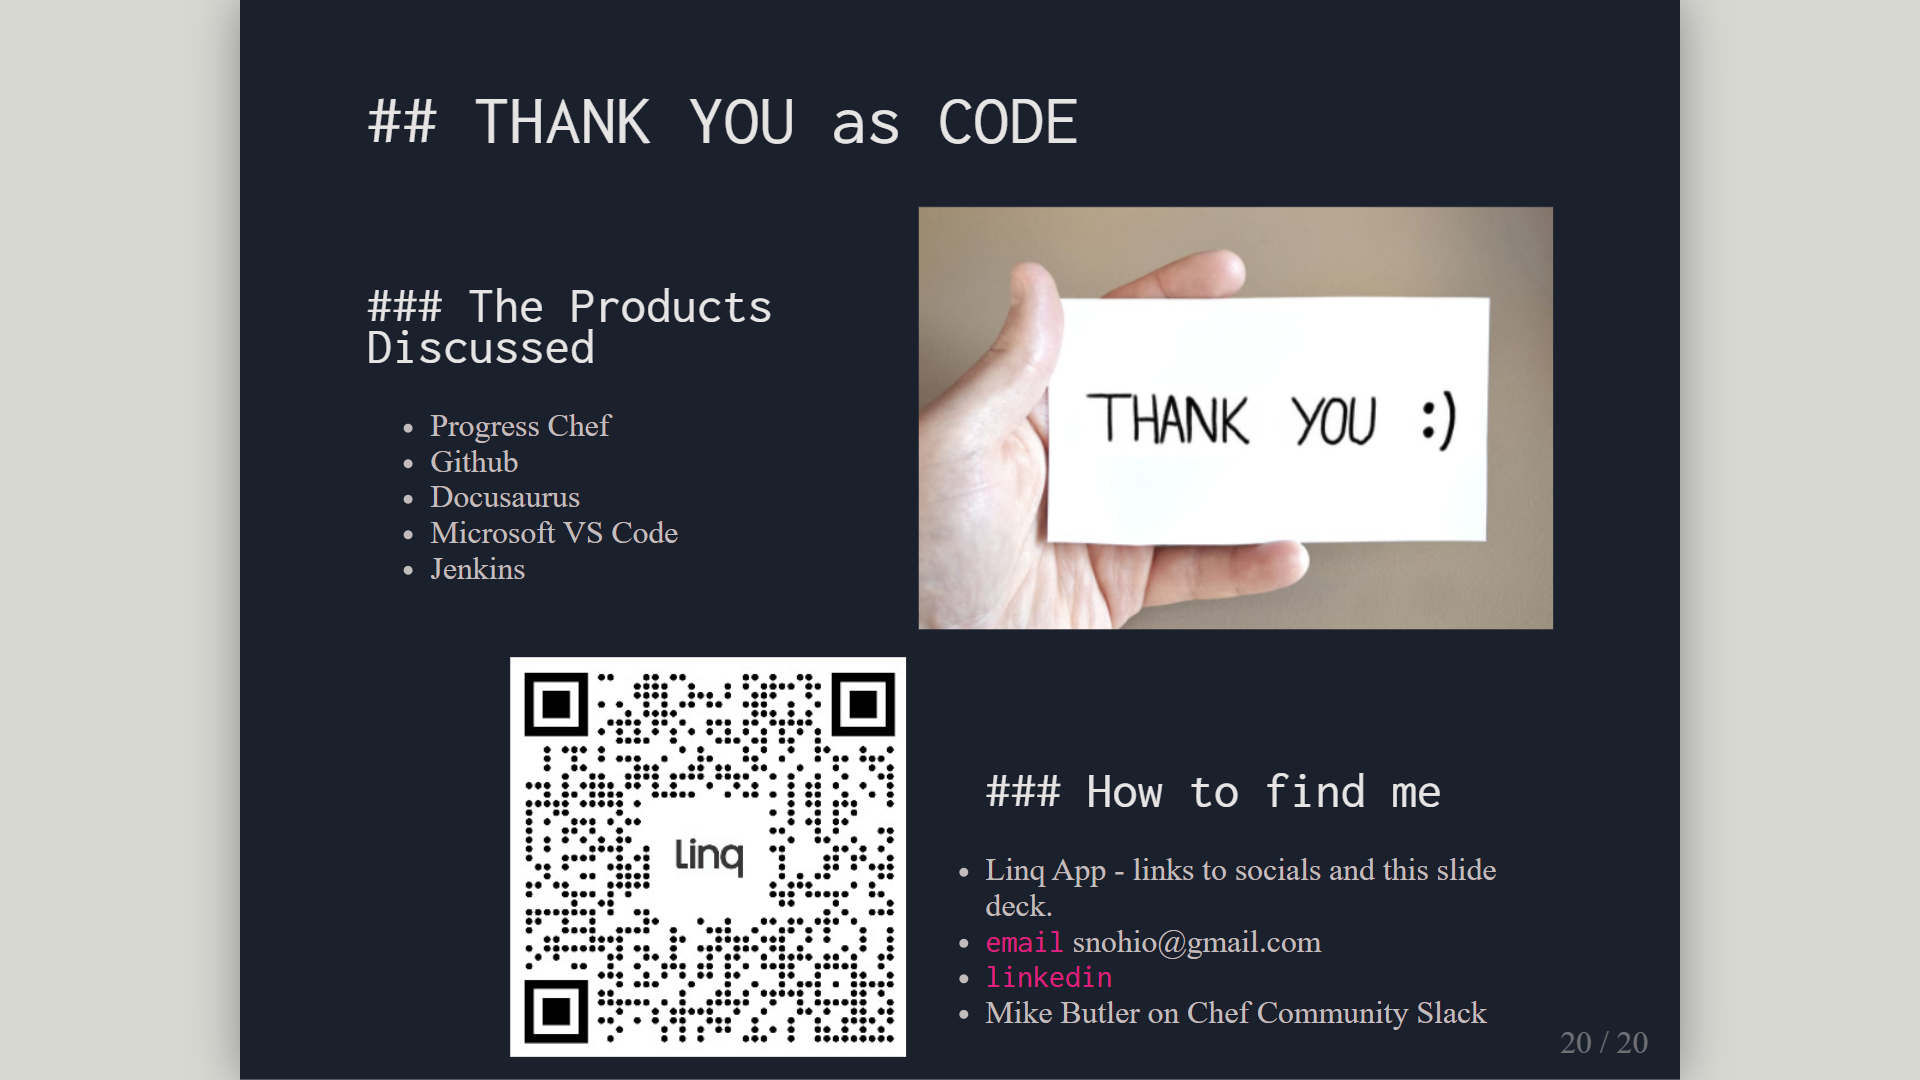 ## THANK YOU as CODE
### The Products
Discussed
• Progress Chef
• Github
• Docusaurus
• Microsoft VS Code
• Jenkins
THANK YOU :)
Linq
### How to find me
• Linq App - links to socials and this slide
deck.
• email snohio@gmail.com
• linkedin
• Mike Butler on Chef Community Slack
20 / 20